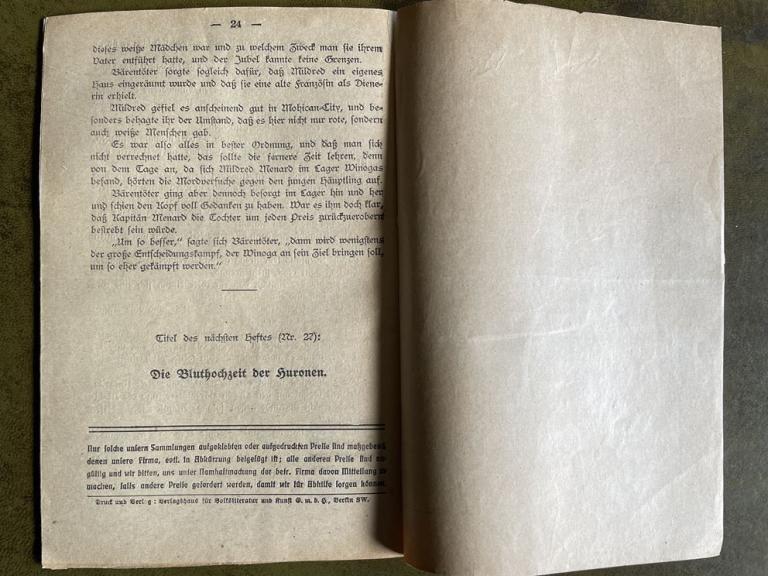 — 24 —
dieses weiße Mädchen war und zu welchem Zweck man sie ihrem
Vater entführt hatte, und der Jubel kannte keine Grenzen.
Bärentöter sorgte sogleich dafür, daß Mildred ein eigenes
Haus eingeräumt wurde und daß sie eine alte Französin als Diene-
rin erhielt.
Mildred gefiel es anscheinend gut in Mohican-City, und be-
sonders behagte ihr der Umstand, daß es hier nicht nur rote, sondern
auch weiße Menschen gab.
Es war also alles in bester Ordnung, und daß man sich
nicht verrechnet hatte, das sollte die fernere Zeit lehren, denn
von dem Tage an, da sich Mildred Menard im Lager Winogas
befand, hörten die Mordversuche gegen den jungen Häuptling auf.
Bärentöter ging aber dennoch besorgt im Lager hin und her
und schien den Kopf voll Gedanken zu haben. War es ihm doch klar,
daß Kapitän Menard die Tochter um jeden Preis zurückzuerobern
bestrebt sein würde.
„Um so besser,“ sagte sich Bärentöter, „dann wird wenigstens
der große Entscheidungskampf, der Winoga an sein Ziel bringen soll,
um so eher gekämpft werden.“
Titel des nächsten Heftes (Nr. 27):
Die Bluthochzeit der Huronen.
Nur solche unsern Sammlungen aufgeklebten oder aufgedruckten Preise sind maßgebend,
denen unsere Firma, evtl. in Abkürzung beigefügt ist; alle anderen Preise sind un-
gültig und wir bitten, uns unter Namhaftmachung der betr. Firma davon Mitteilung zu
machen, falls andere Preise gefordert werden, damit wir für Abhilfe sorgen können.
Druck und Verl g: Verlagshaus für Volksliteratur und Kunst G. m. b. H., Berlin SW.